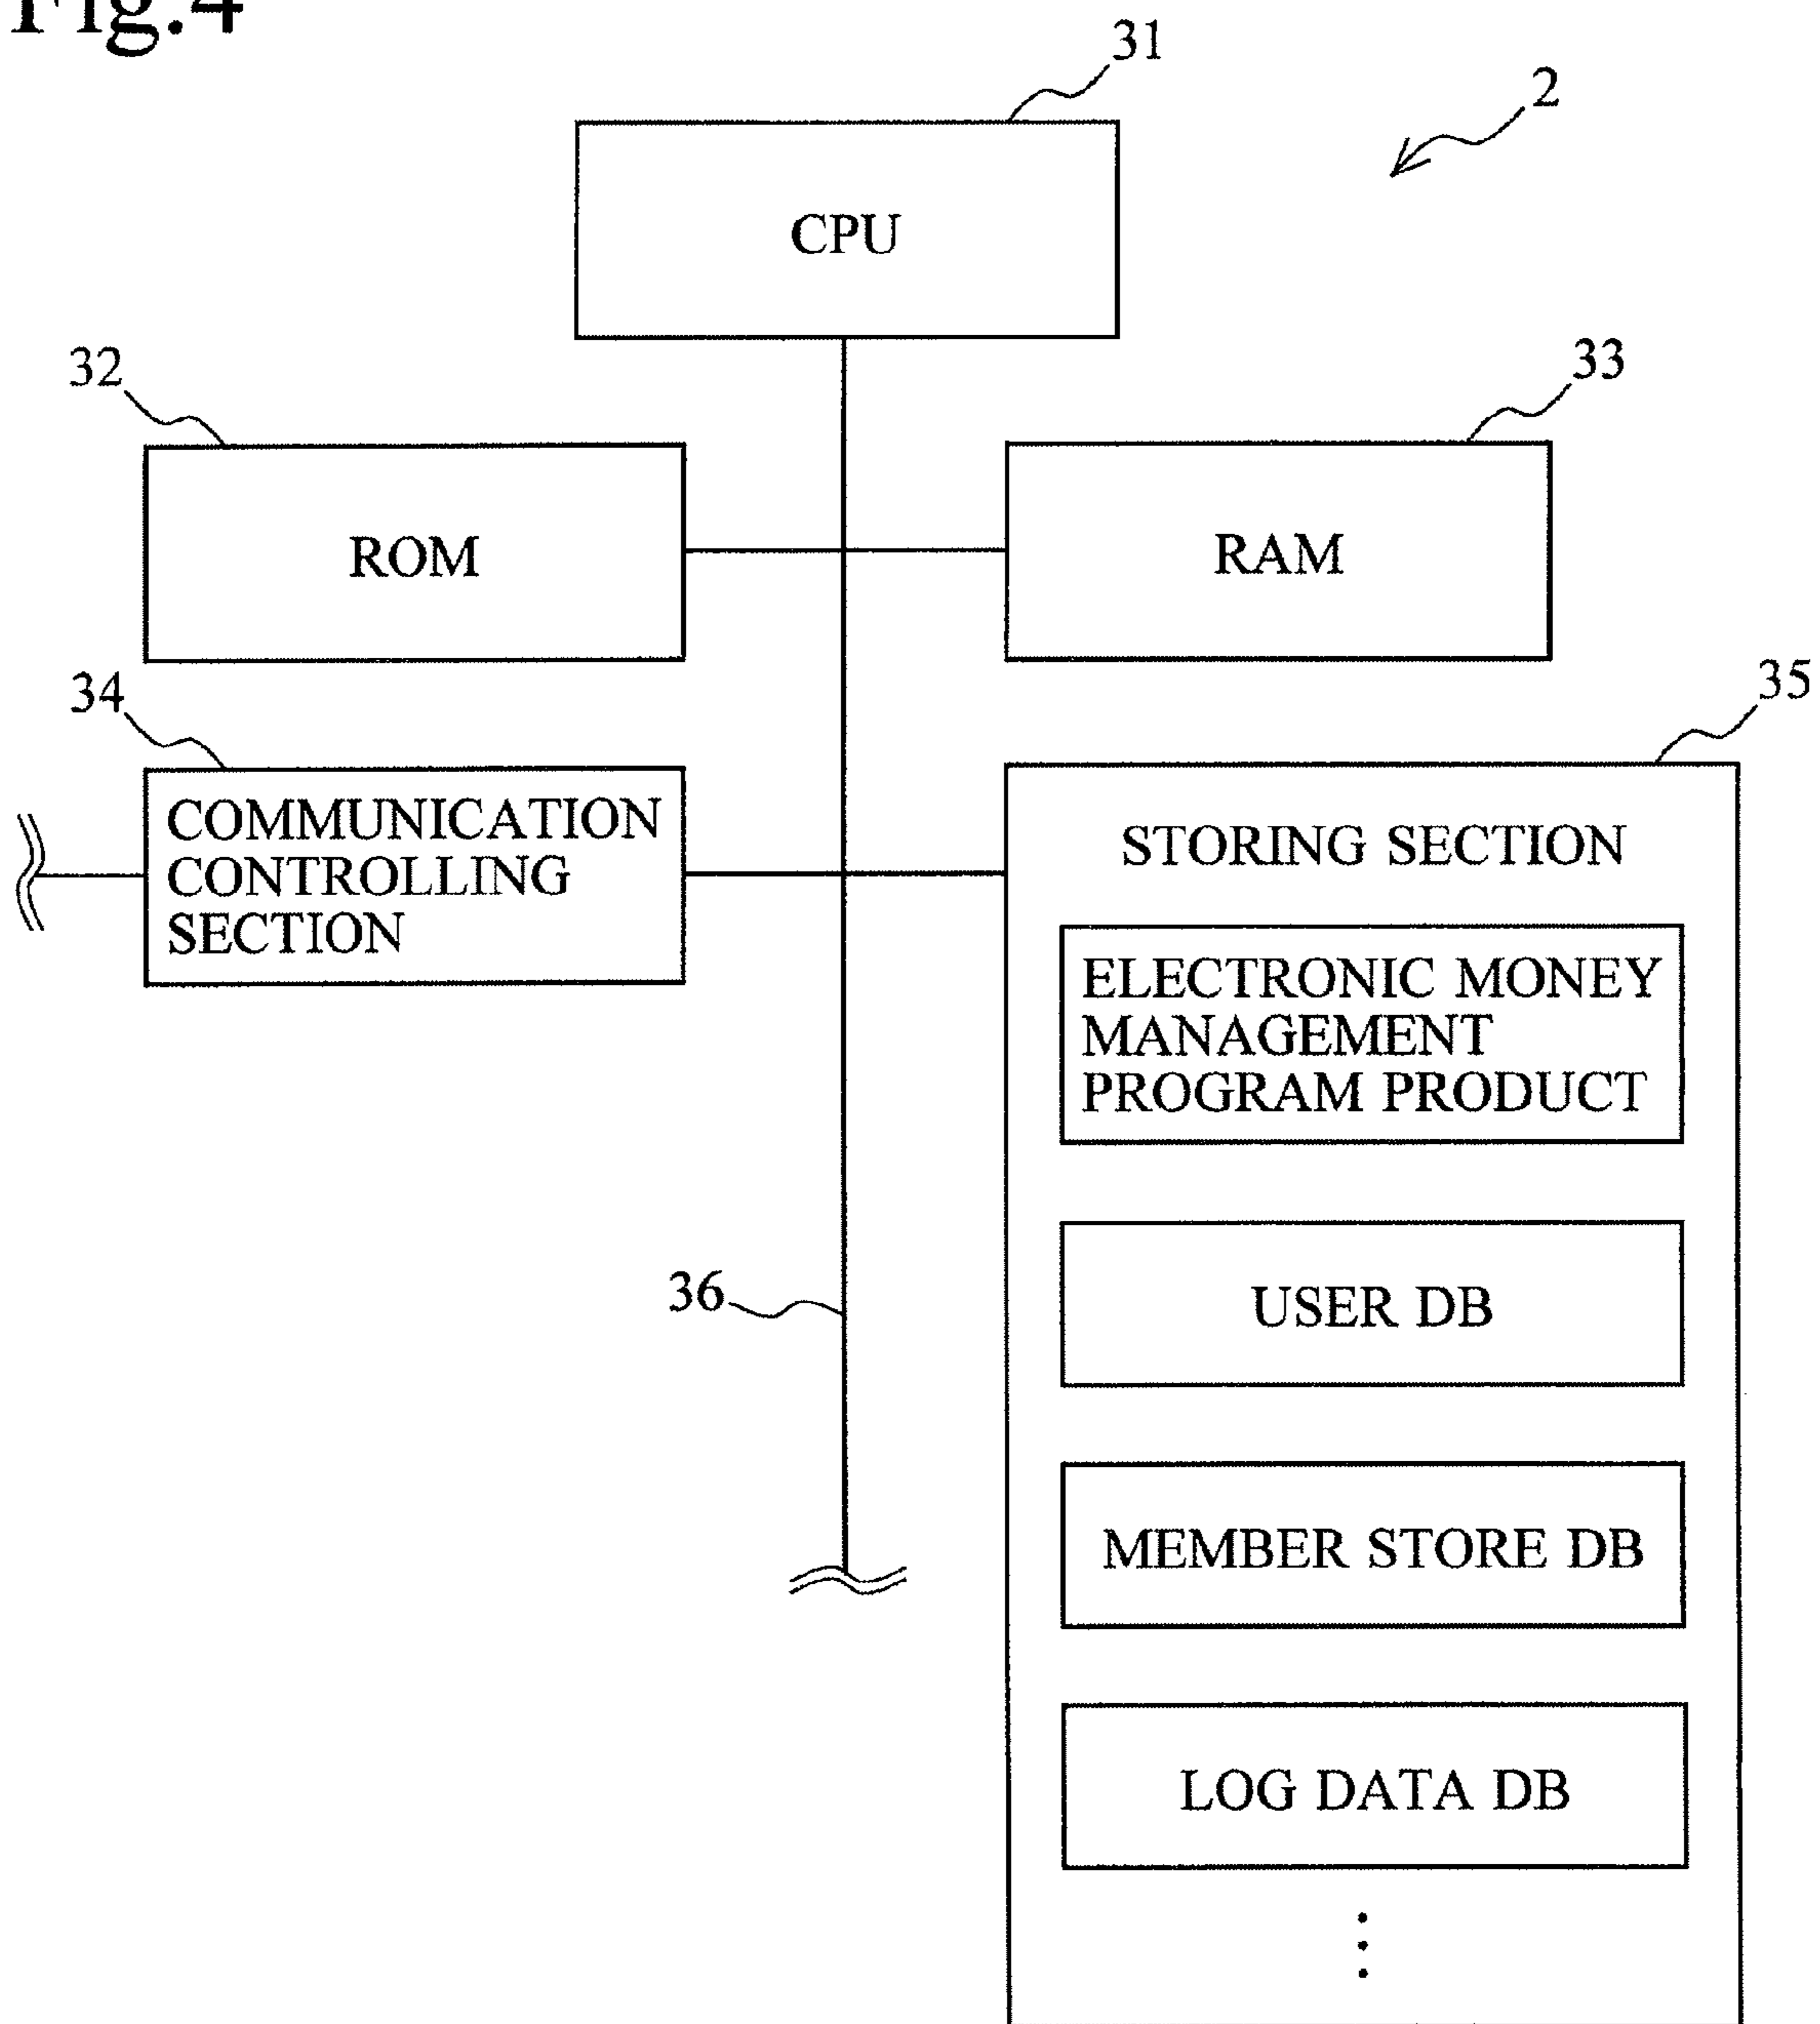 Fig.4
31
2
CPU
32
33
ROM
RAM
34
35
COMMUNICATION
CONTROLLING
SECTION
STORING SECTION
ELECTRONIC MONEY
MANAGEMENT
PROGRAM PRODUCT
36
USER DB
MEMBER STORE DB
LOG DATA DB